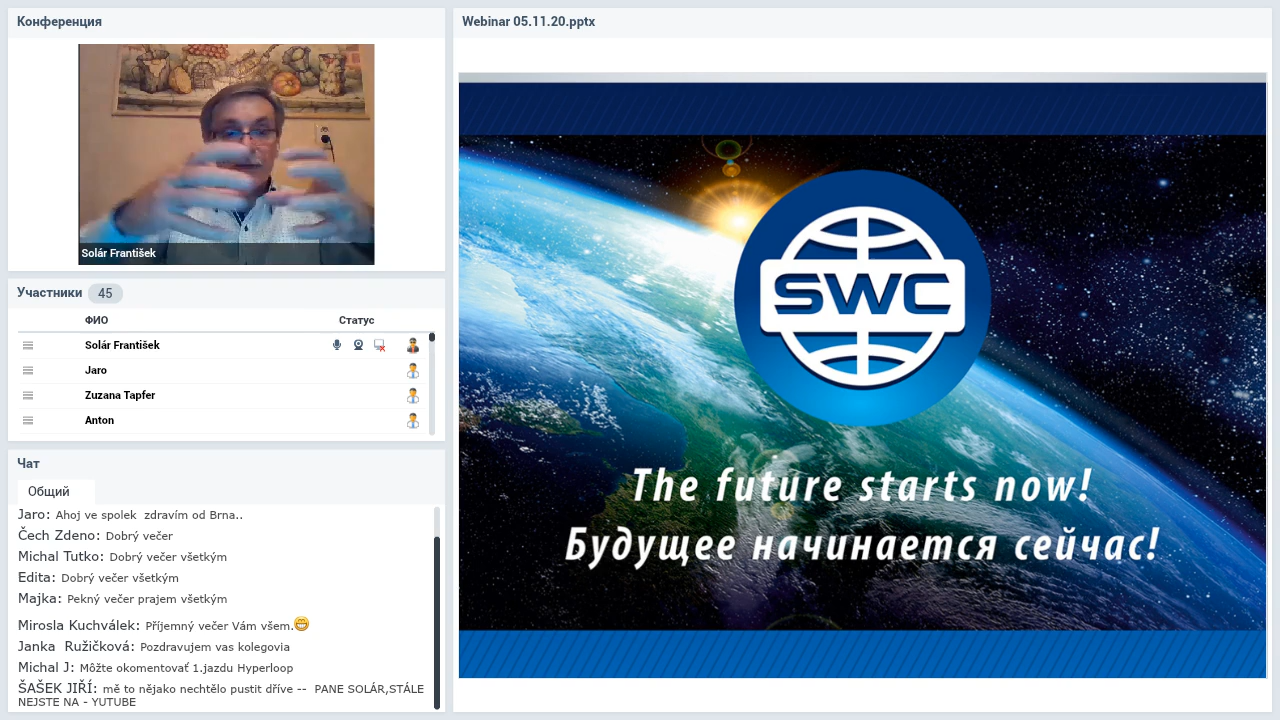 Конференция
Solár František
Участники 45
ФИО Статус
Solár František
Jaro
Zuzana Tapfer
Anton
Чат
Общий
Jaro: Ahoj ve spolek zdravím od Brna..
Čech Zdeno: Dobrý večer
Michal Tutko: Dobrý večer všetkým
Edita: Dobrý večer všetkým
Majka: Pekný večer prajem všetkým
Mirosla Kuchválek: Příjemný večer Vám všem.
Janka Ružičková: Pozdravujem vas kolegovia
Michal J: Môžte okomentovať 1.jazdu Hyperloop
ŠAŠEK JIŘÍ: mě to nějako nechtělo pustit dříve -- PANE SOLÁR,STÁLE
NEJSTE NA - YUTUBE
Webinar 05.11.20.pptx
SWC
The future starts now!
Будущее начинается сейчас!